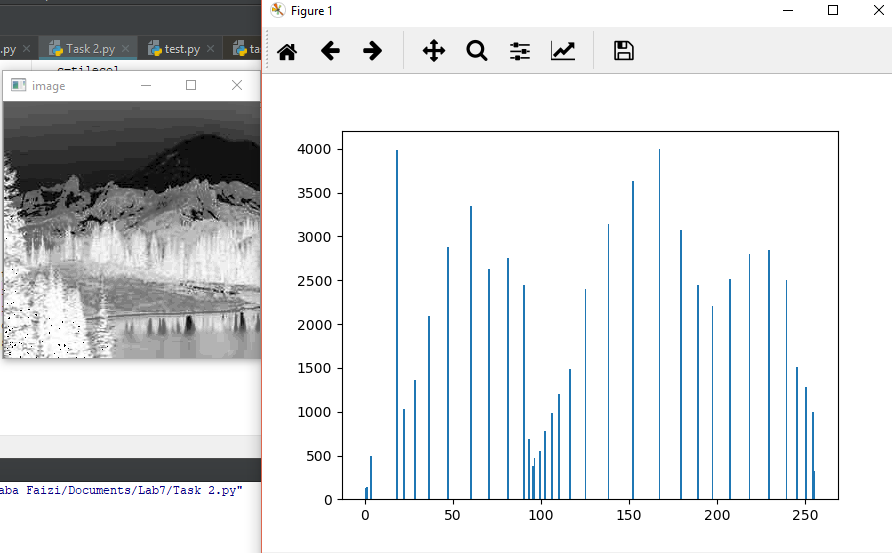 Figure 1
.py
Task 2.py
test.py
ta
c=tilecol
image
4000
3500
3000
2500
2000
1500
1000
500
0
0 50 100 150 200 250
aba Faizi/Documents/Lab7/Task 2.py"